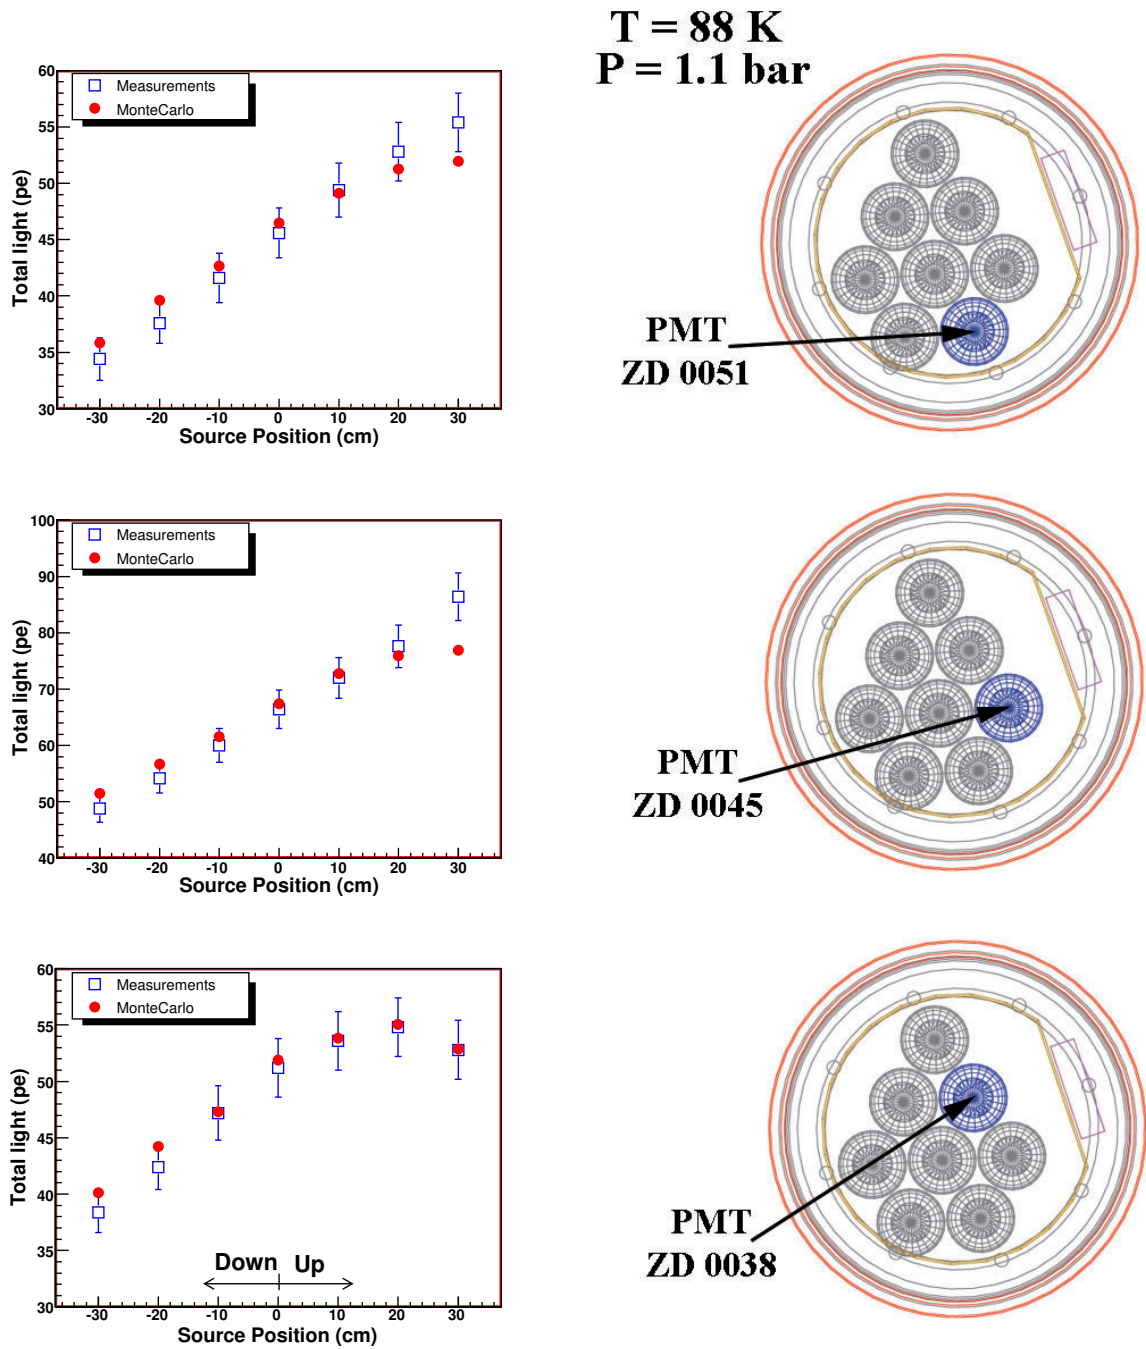 T = 88 K
P = 1.1 bar
Measurements
MonteCarlo
Total light (pe)
60
55
50
45
40
35
30
-30 -20 -10 0 10 20 30
Source Position (cm)
PMT
ZD 0051
Measurements
MonteCarlo
Total light (pe)
100
90
80
70
60
50
40
-30 -20 -10 0 10 20 30
Source Position (cm)
PMT
ZD 0045
Measurements
MonteCarlo
Total light (pe)
60
55
50
45
40
35
30
Down Up
-30 -20 -10 0 10 20 30
Source Position (cm)
PMT
ZD 0038